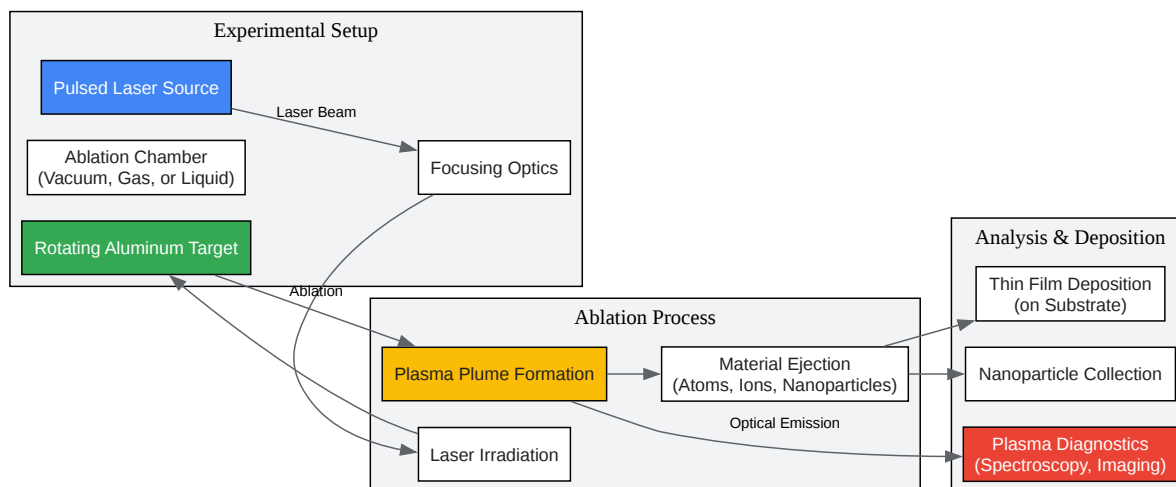 Experimental Setup
Pulsed Laser Source
Laser Beam
Ablation Chamber
(Vacuum, Gas, or Liquid)
Focusing Optics
Rotating Aluminum Target
Ablation
Ablation Process
Plasma Plume Formation
Material Ejection
(Atoms, Ions, Nanoparticles)
Optical Emission
Laser Irradiation
Analysis & Deposition
Thin Film Deposition
(on Substrate)
Nanoparticle Collection
Plasma Diagnostics
(Spectroscopy, Imaging)